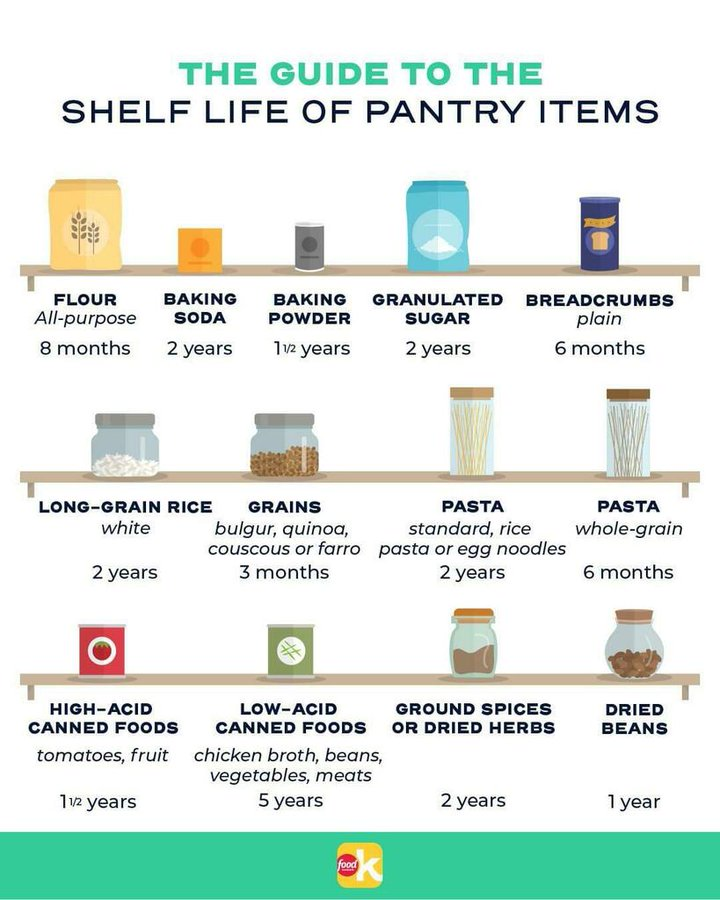 THE GUIDE TO THE
SHELF LIFE OF PANTRY ITEMS
FLOUR
All-purpose
8 months
BAKING
SODA
2 years
BAKING
POWDER
1 1/2 years
GRANULATED
SUGAR
2 years
BREADCRUMBS
plain
6 months
LONG-GRAIN RICE
white
2 years
GRAINS
bulgur, quinoa,
couscous or farro
3 months
PASTA
standard, rice
pasta or egg noodles
2 years
PASTA
whole-grain
6 months
HIGH-ACID
CANNED FOODS
tomatoes, fruit
1 1/2 years
LOW-ACID
CANNED FOODS
chicken broth, beans,
vegetables, meats
5 years
GROUND SPICES
OR DRIED HERBS
2 years
DRIED
BEANS
1 year
food
k